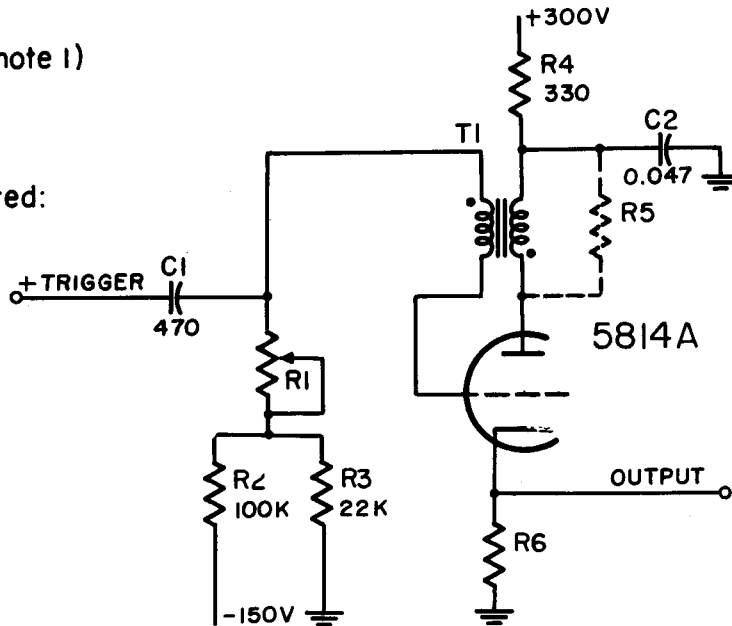 note 1)
+300V
R4
330
T1
C2
0.047
R5
red:
+TRIGGER
C1
470
5814A
R1
R2
100K
R3
22K
OUTPUT
R6
-150V